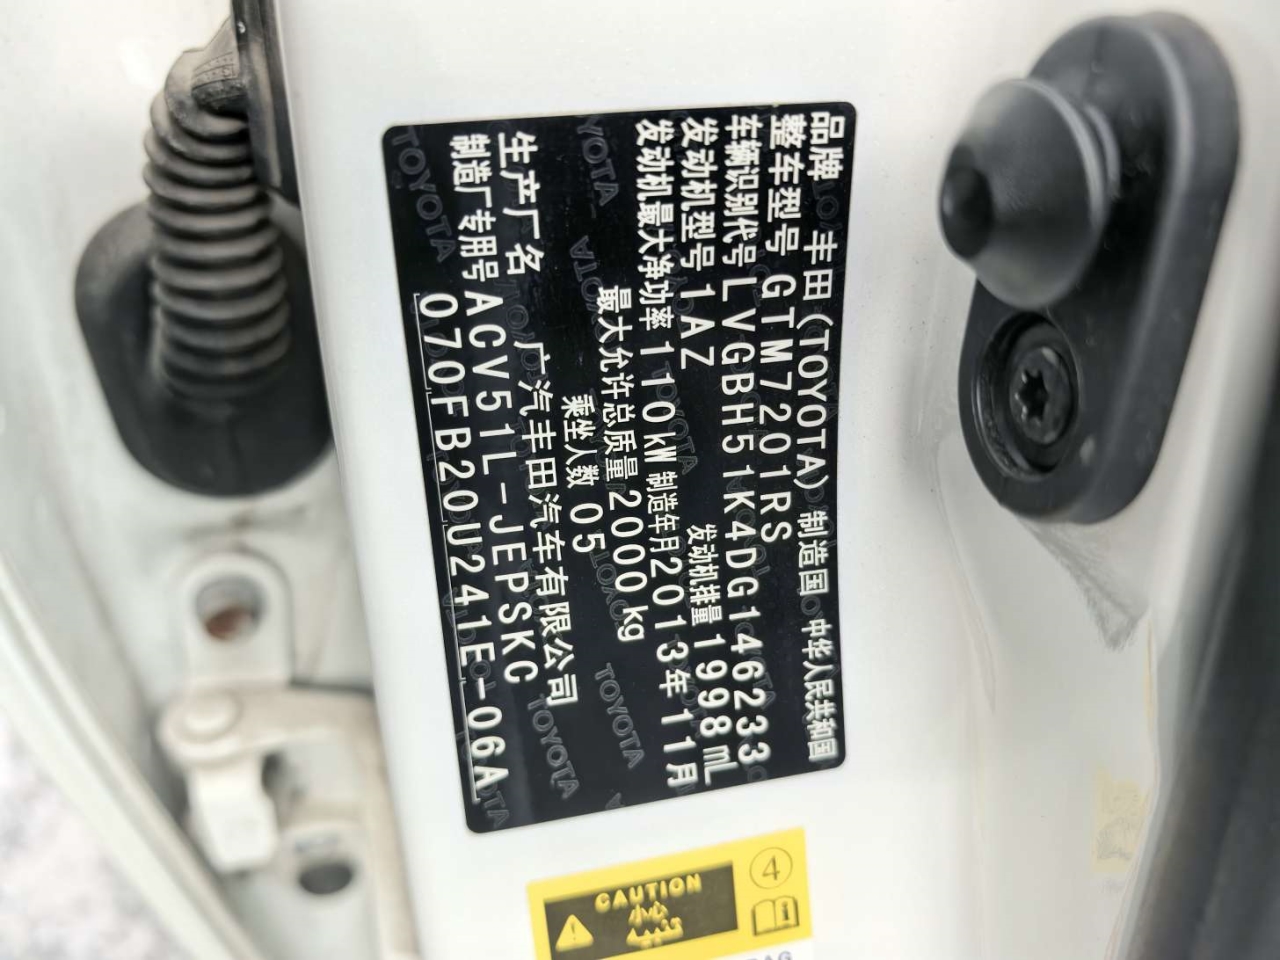 品牌 丰田(TOYOTA) 制造国 中华人民共和国
整车型号 GTM7201RS
车辆识别代号 LVGBH51K4DG146233
发动机型号 1AZ 发动机排量 1998mL
发动机最大净功率 110kW 制造年月 2013年11月
最大允许总质量 2000kg
乘坐人数 05
生产厂名 广汽丰田汽车有限公司
制造厂专用号 ACV51L-JEPSKC
070FB20U241E-06A
CAUTION
小心
4